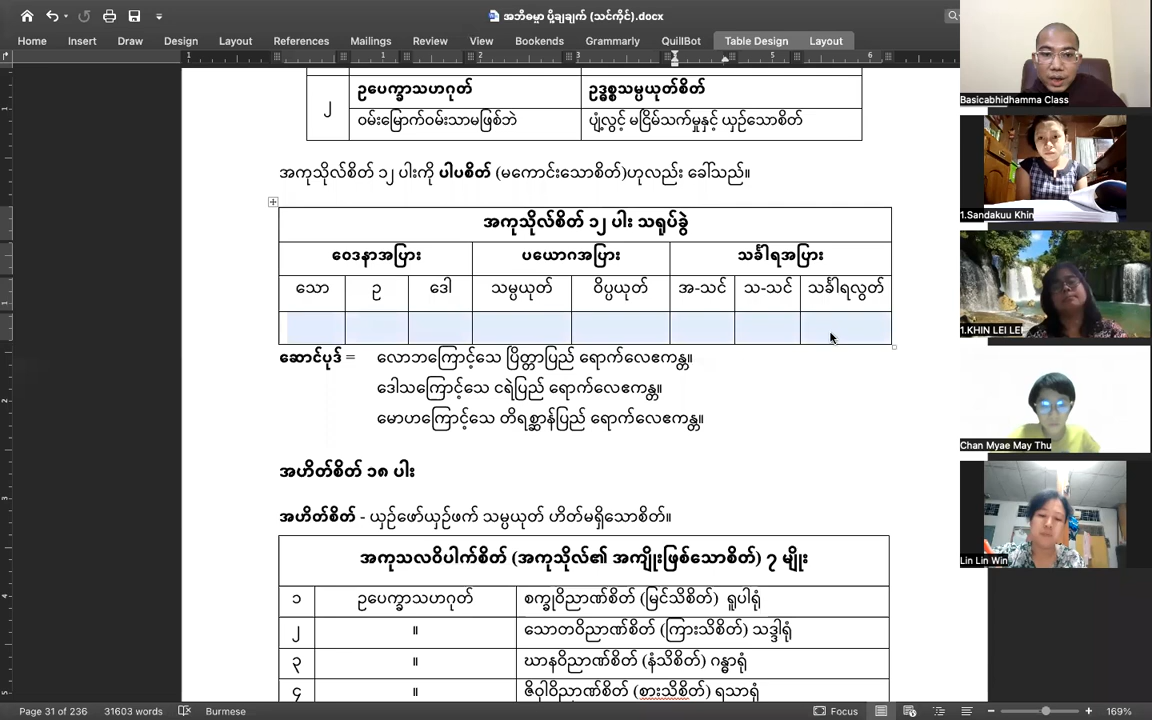 အဘိဓမ္မာ ပို့ချချက် (သင်ကိုင်).docx
Home Insert Draw Design Layout References Mailings Review View Bookends Grammarly QuillBot Table Design Layout
၂ ဥပေက္ခာသဟဂုတ် ဥဒ္ဓစ္စသမ္ပယုတ်စိတ်
ဝမ်းမြောက်ဝမ်းသာမဖြစ်ဘဲ ပျံ့လွင့် မငြိမ်သက်မှုနှင့် ယှဉ်သောစိတ်
အကုသိုလ်စိတ် ၁၂ ပါးကို ပါပစိတ် (မကောင်းသောစိတ်)ဟုလည်း ခေါ်သည်။
အကုသိုလ်စိတ် ၁၂ ပါး သရုပ်ခွဲ
ဝေဒနာအပြား ပယောဂအပြား သင်္ခါရအပြား
သော ဥ ဒေါ သမ္ပယုတ် ဝိပ္ပယုတ် အ-သင် သ-သင် သင်္ခါရလွတ်
ဆောင်ပုဒ် = လောဘကြောင့်သေ ပြိတ္တာပြည် ရောက်လေဧကန္တ။
ဒေါသကြောင့်သေ ငရဲပြည် ရောက်လေဧကန္တ။
မောဟကြောင့်သေ တိရစ္ဆာန်ပြည် ရောက်လေဧကန္တ။
အဟိတ်စိတ် ၁၈ ပါး
အဟိတ်စိတ် - ယှဉ်ဖော်ယှဉ်ဖက် သမ္ပယုတ် ဟိတ်မရှိသောစိတ်။
အကုသလဝိပါက်စိတ် (အကုသိုလ်၏ အကျိုးဖြစ်သောစိတ်) ၇ မျိုး
၁ ဥပေက္ခာသဟဂုတ် စက္ခုဝိညာဏ်စိတ် (မြင်သိစိတ်) ရူပါရုံ
၂ ။ သောတဝိညာဏ်စိတ် (ကြားသိစိတ်) သဒ္ဒါရုံ
၃ ။ ဃာနဝိညာဏ်စိတ် (နံသိစိတ်) ဂန္ဓာရုံ
၄ ။ ဇိဝှါဝိညာဏ်စိတ် (စားသိစိတ်) ရသာရုံ
Page 31 of 236 31603 words Burmese Focus 169%
Basicabhidhamma Class
1.Sandakuu Khin
1.KHIN LEI LEI
Chan Myae May Thu
Lin Lin Win